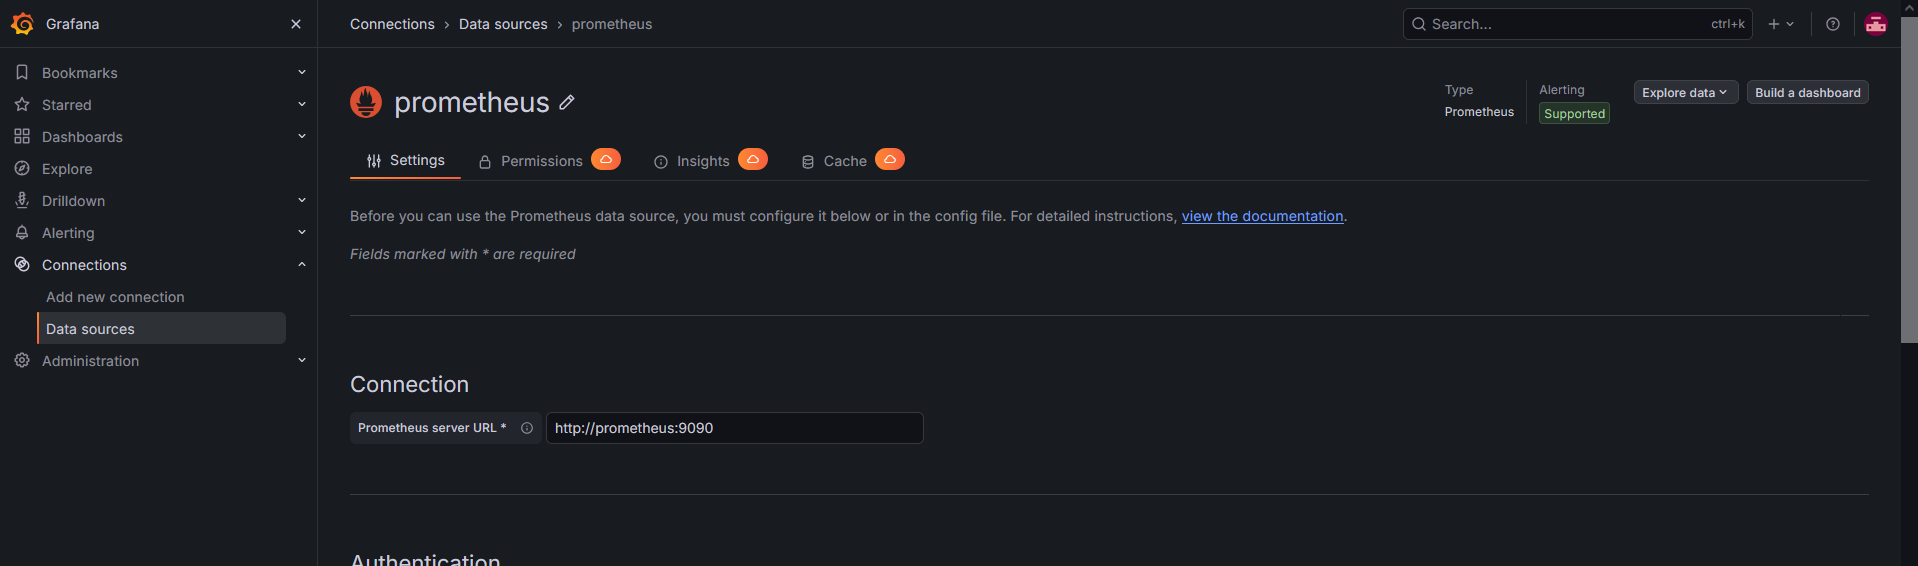 Grafana
Connections › Data sources › prometheus
Search...
ctrl+k
Bookmarks
Starred
Dashboards
Explore
Drilldown
Alerting
Connections
Add new connection
Data sources
Administration
prometheus
Type
Prometheus
Alerting
Supported
Explore data
Build a dashboard
Settings
Permissions
Insights
Cache
Before you can use the Prometheus data source, you must configure it below or in the config file. For detailed instructions, view the documentation.
Fields marked with * are required
Connection
Prometheus server URL *
http://prometheus:9090
Authentication